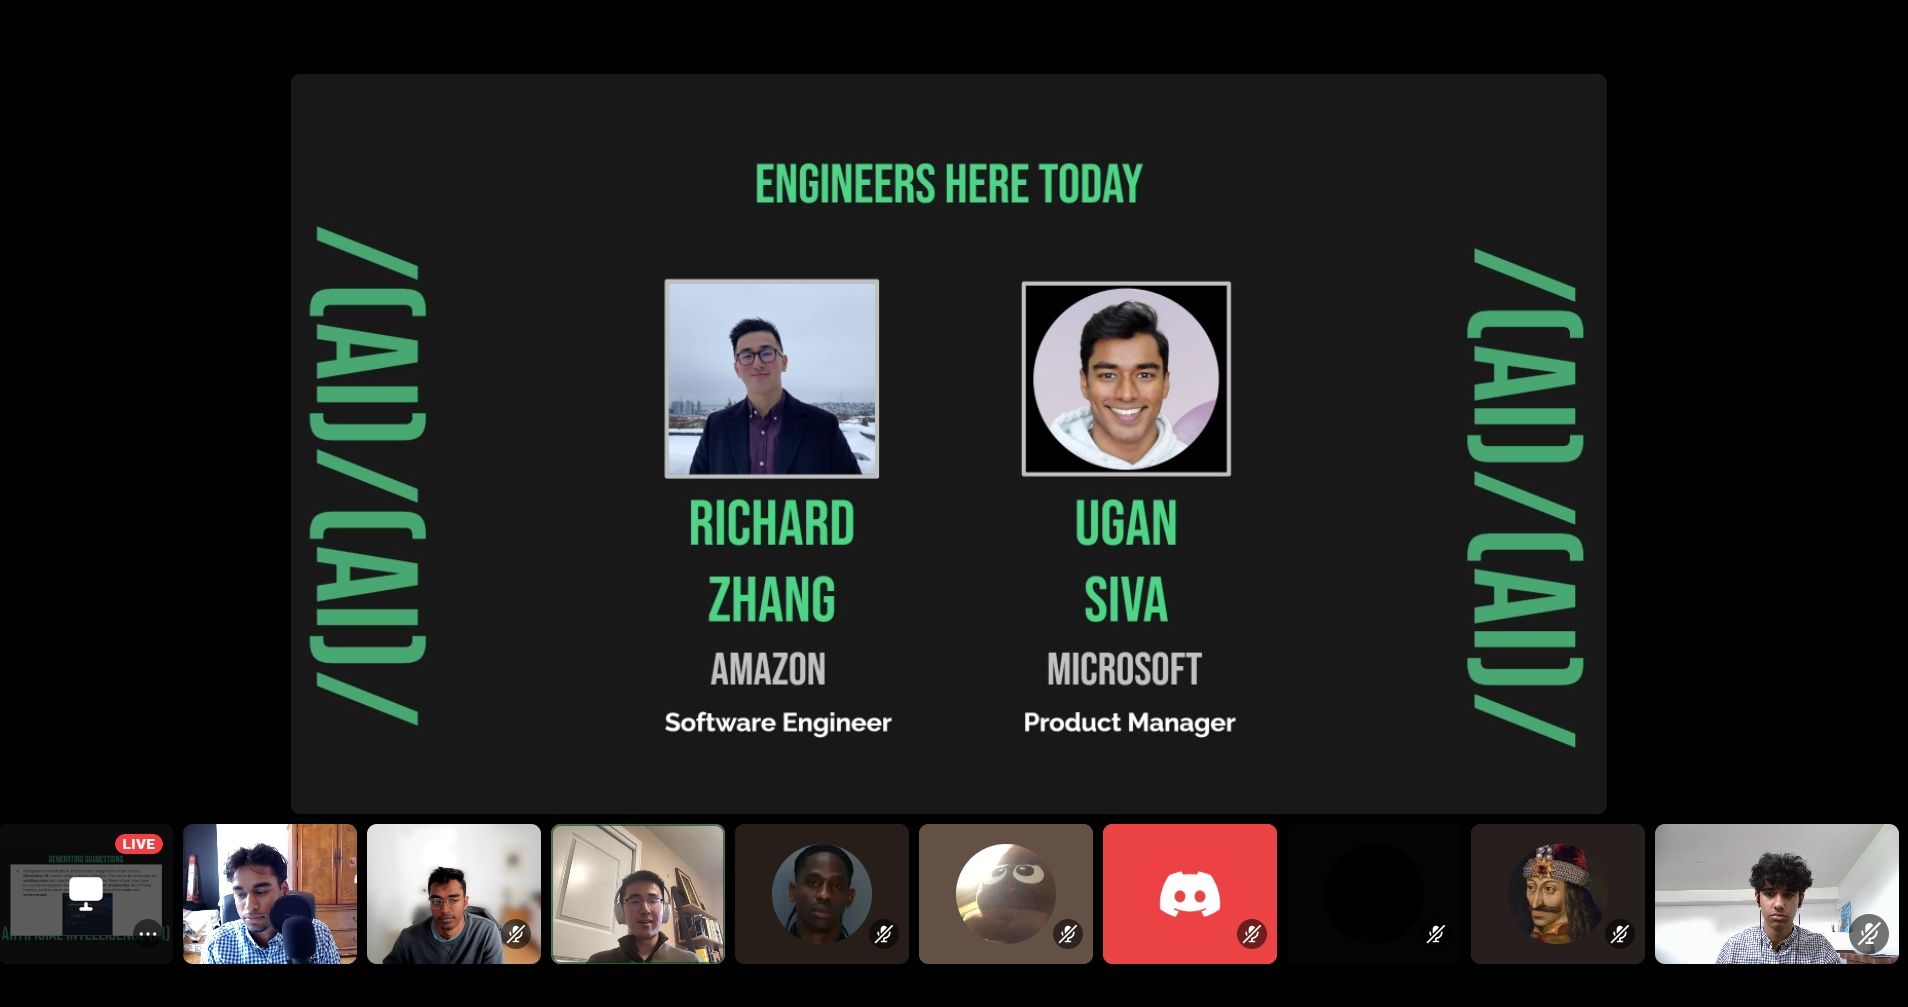 ENGINEERS HERE TODAY
/(AI)/(AI)/
/(AI)/(AI)/
RICHARD
ZHANG
AMAZON
Software Engineer
UGAN
SIVA
MICROSOFT
Product Manager
LIVE
GENERATING SUGGESTIONS